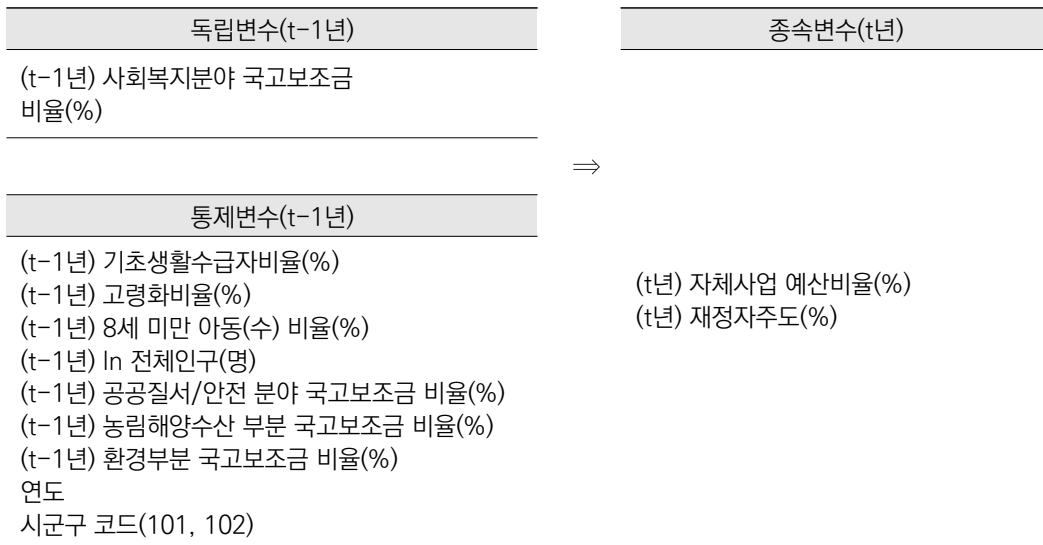 독립변수(t-1년)
(t-1년) 사회복지분야 국고보조금
비율(%)
통제변수(t-1년)
(t-1년) 기초생활수급자비율(%)
(t-1년) 고령화비율(%)
(t-1년) 8세 미만 아동(수) 비율(%)
(t-1년) ln 전체인구(명)
(t-1년) 공공질서/안전 분야 국고보조금 비율(%)
(t-1년) 농림해양수산 부분 국고보조금 비율(%)
(t-1년) 환경부분 국고보조금 비율(%)
연도
시군구 코드(101, 102)
⇒
종속변수(t년)
(t년) 자체사업 예산비율(%)
(t년) 재정자주도(%)